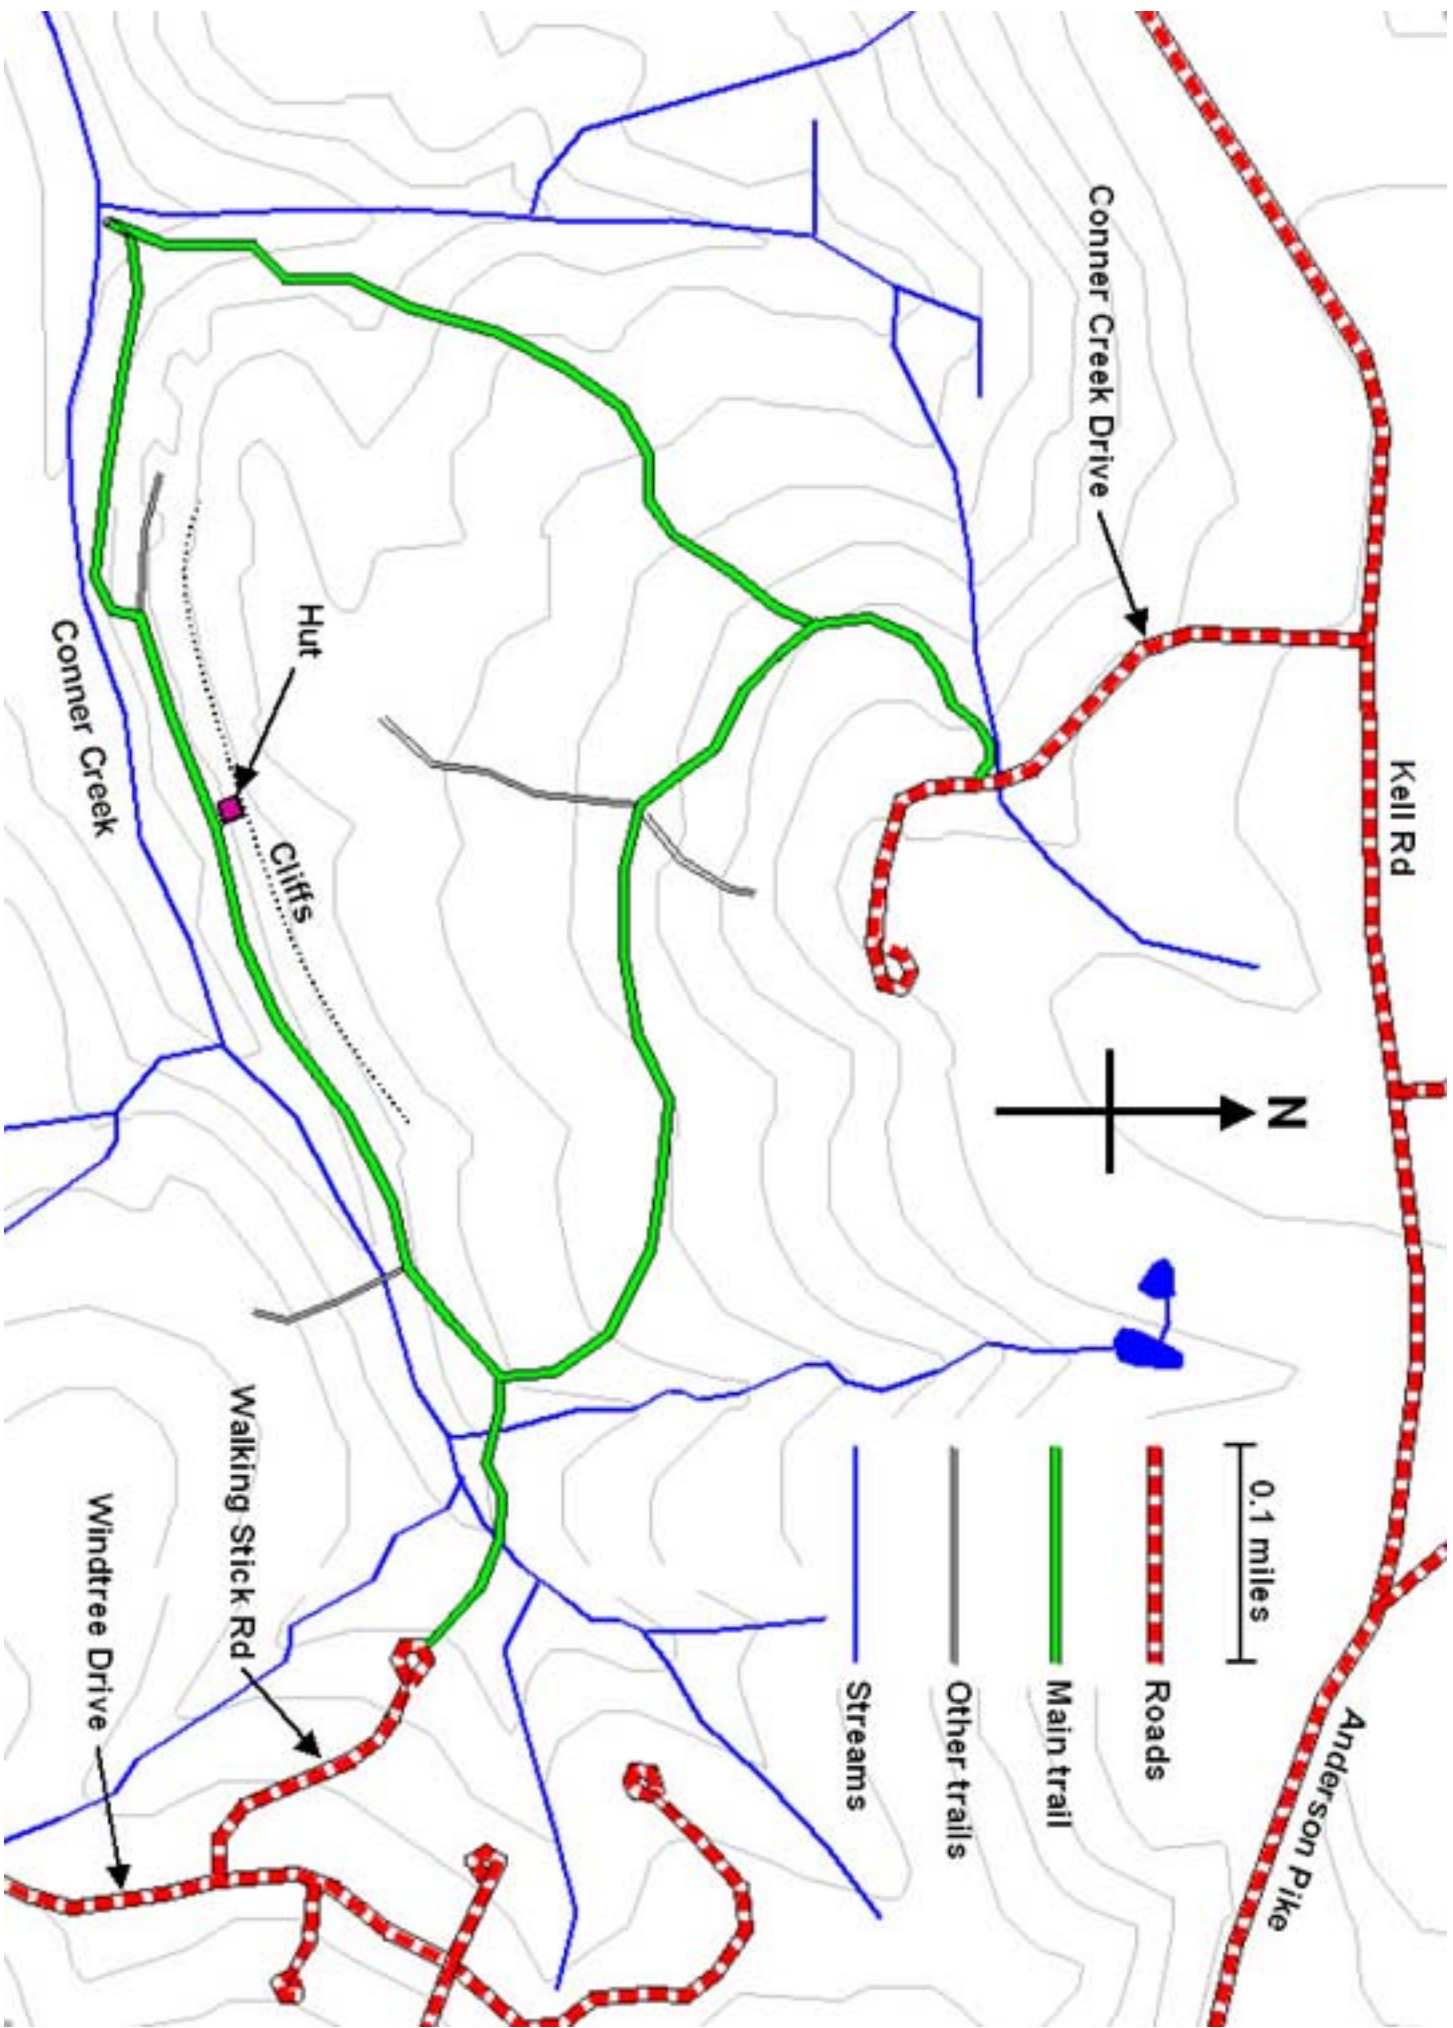 Kell Rd
Conner Creek Drive
N
0.1 miles
Roads
Anderson Pike
Main trail
Other trails
Streams
Hut
Cliffs
Conner Creek
Walking Stick Rd
Windtree Drive